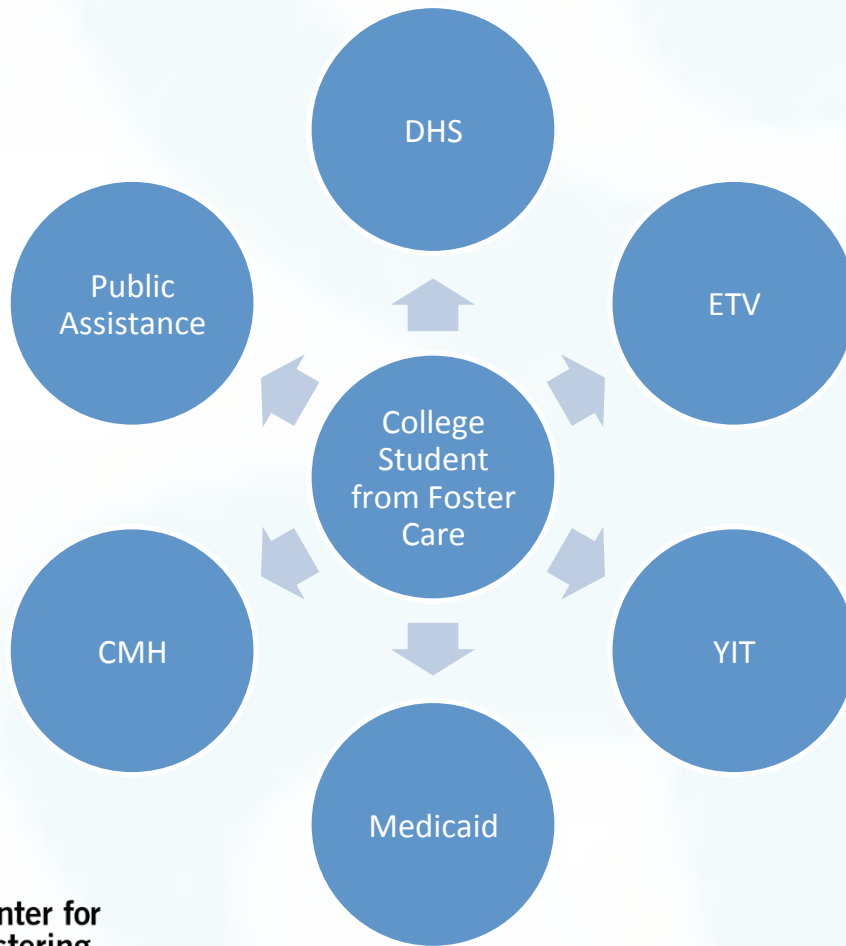 DHS
Public
Assistance
ETV
College
Student
from Foster
Care
CMH
YIT
Medicaid